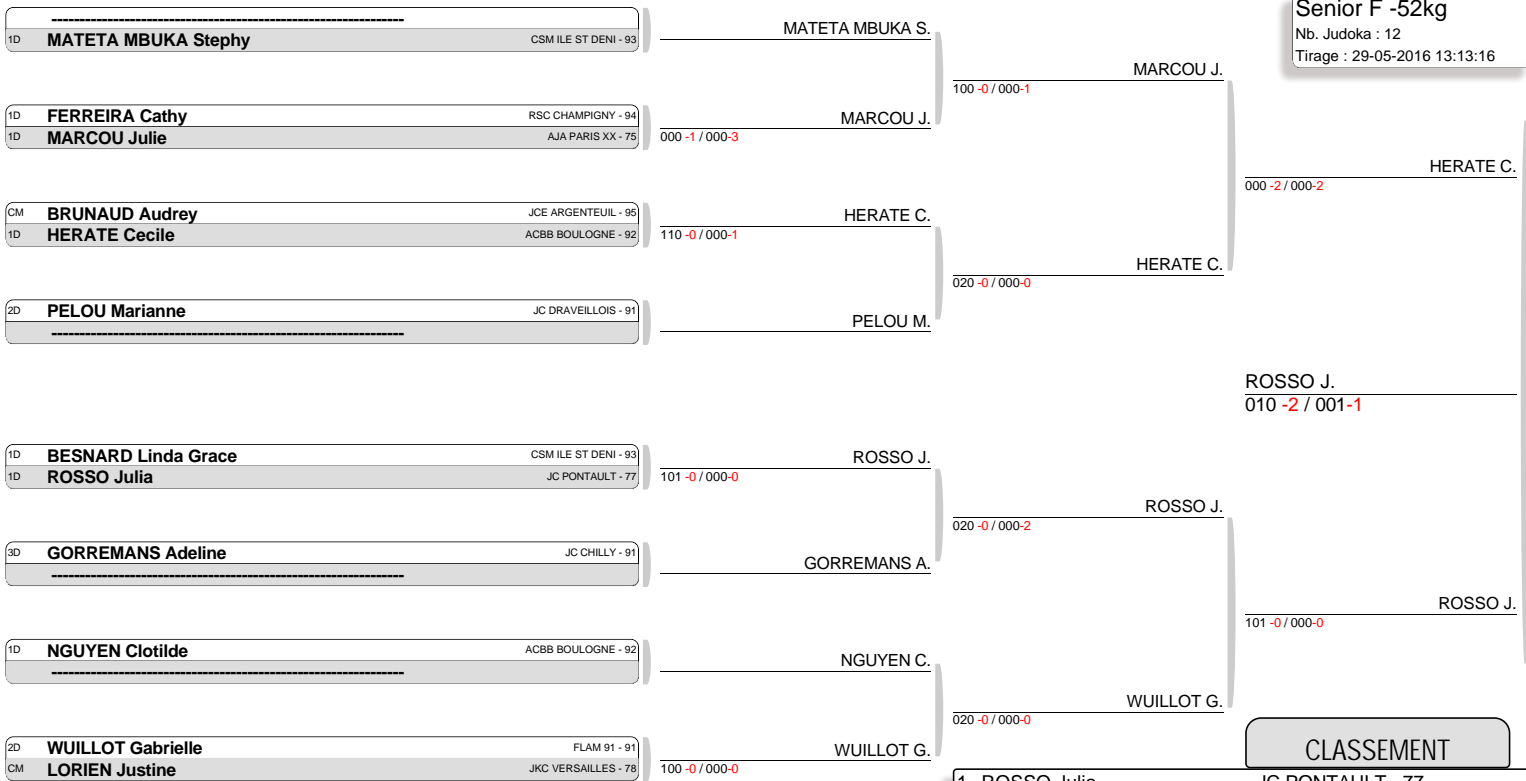 Senior F -52kg
Nb. Judoka : 12
Tirage : 29-05-2016 13:13:16
--------------------------------------------------------------
1D MATETA MBUKA Stephy CSM ILE ST DENI - 93
1D FERREIRA Cathy RSC CHAMPIGNY - 94
1D MARCOU Julie AJA PARIS XX - 75
CM BRUNAUD Audrey JCE ARGENTEUIL - 95
1D HERATE Cecile ACBB BOULOGNE - 92
2D PELOU Marianne JC DRAVEILLOIS - 91
--------------------------------------------------------------
1D BESNARD Linda Grace CSM ILE ST DENI - 93
1D ROSSO Julia JC PONTAULT - 77
3D GORREMANS Adeline JC CHILLY - 91
--------------------------------------------------------------
1D NGUYEN Clotilde ACBB BOULOGNE - 92
--------------------------------------------------------------
2D WUILLOT Gabrielle FLAM 91 - 91
CM LORIEN Justine JKC VERSAILLES - 78
MATETA MBUKA S.
MARCOU J.
000 -1 / 000-3
HERATE C.
110 -0 / 000-1
PELOU M.
ROSSO J.
101 -0 / 000-0
GORREMANS A.
NGUYEN C.
WUILLOT G.
100 -0 / 000-0
MARCOU J.
100 -0 / 000-1
HERATE C.
020 -0 / 000-0
ROSSO J.
020 -0 / 000-2
WUILLOT G.
020 -0 / 000-0
HERATE C.
000 -2 / 000-2
ROSSO J.
010 -2 / 001-1
ROSSO J.
101 -0 / 000-0
CLASSEMENT
1 ROSSO Julia JC PONTAULT - 77